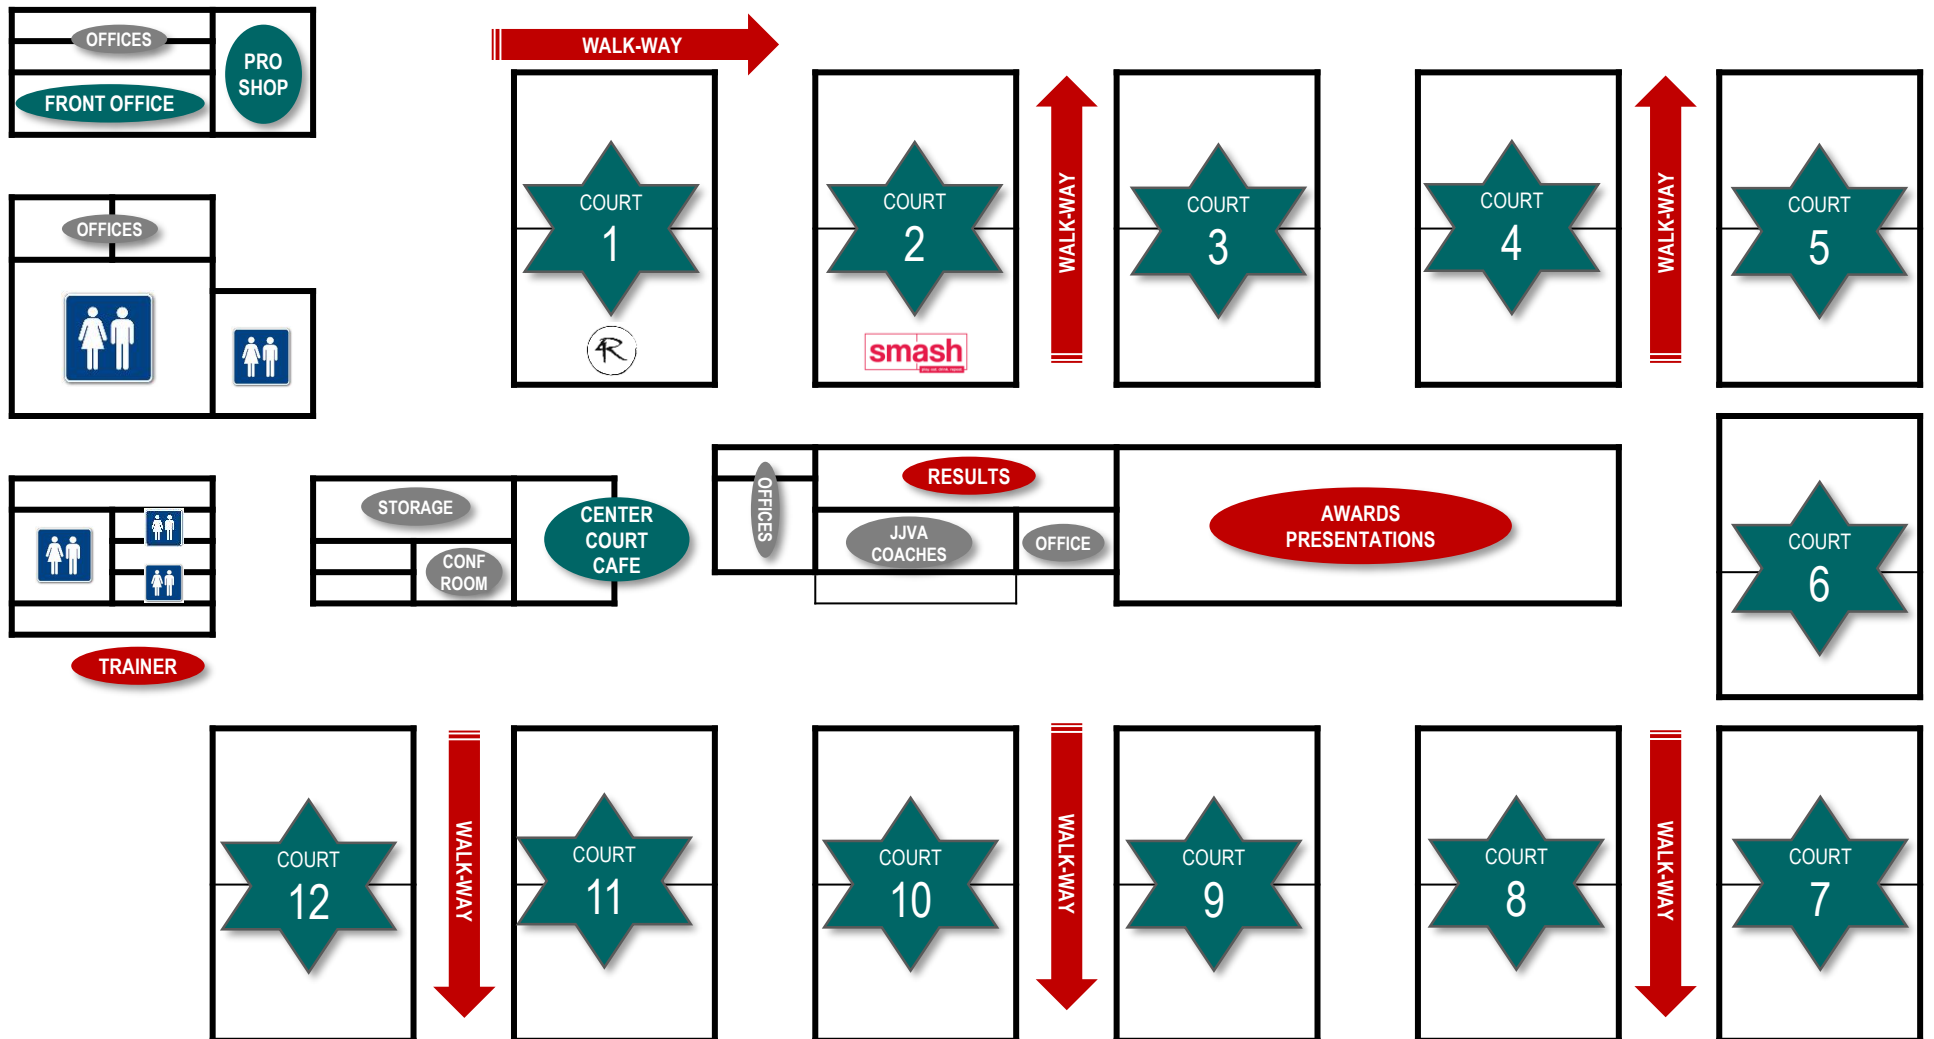 OFFICES
PRO
SHOP
FRONT OFFICE
WALK-WAY
COURT
1
4R
COURT
2
smash
WALK-WAY
COURT
3
COURT
4
WALK-WAY
COURT
5
OFFICES
STORAGE
CONF
ROOM
CENTER
COURT
CAFE
OFFICES
RESULTS
JJVA
COACHES
OFFICE
AWARDS
PRESENTATIONS
COURT
6
TRAINER
COURT
12
WALK-WAY
COURT
11
COURT
10
WALK-WAY
COURT
9
COURT
8
WALK-WAY
COURT
7